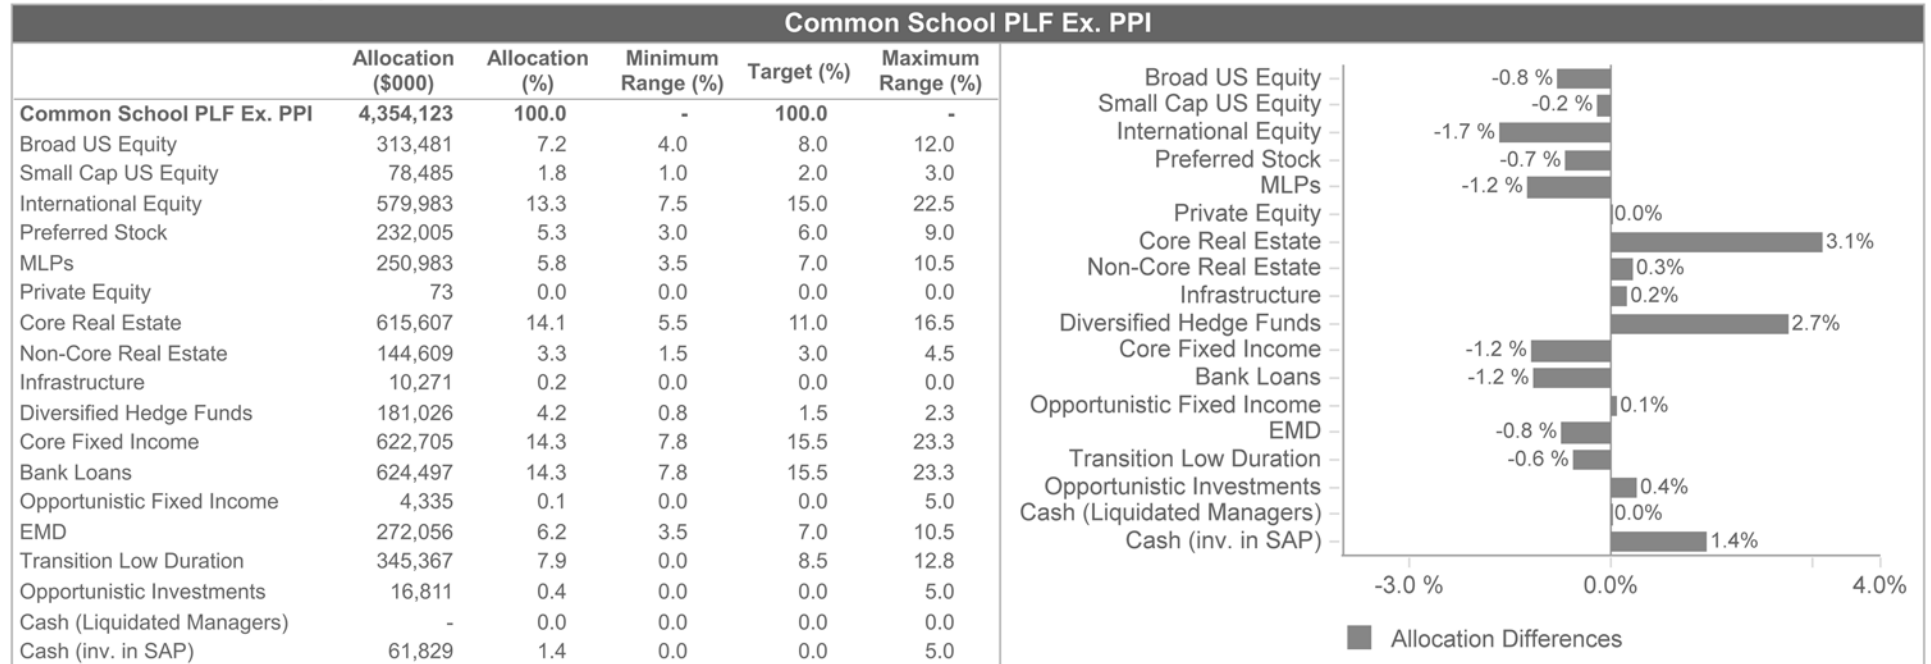 Common School PLF Ex. PPI
Allocation ($000) Allocation (%) Minimum Range (%) Target (%) Maximum Range (%)
Common School PLF Ex. PPI 4,354,123 100.0 - 100.0 -
Broad US Equity 313,481 7.2 4.0 8.0 12.0
Small Cap US Equity 78,485 1.8 1.0 2.0 3.0
International Equity 579,983 13.3 7.5 15.0 22.5
Preferred Stock 232,005 5.3 3.0 6.0 9.0
MLPs 250,983 5.8 3.5 7.0 10.5
Private Equity 73 0.0 0.0 0.0 0.0
Core Real Estate 615,607 14.1 5.5 11.0 16.5
Non-Core Real Estate 144,609 3.3 1.5 3.0 4.5
Infrastructure 10,271 0.2 0.0 0.0 0.0
Diversified Hedge Funds 181,026 4.2 0.8 1.5 2.3
Core Fixed Income 622,705 14.3 7.8 15.5 23.3
Bank Loans 624,497 14.3 7.8 15.5 23.3
Opportunistic Fixed Income 4,335 0.1 0.0 0.0 5.0
EMD 272,056 6.2 3.5 7.0 10.5
Transition Low Duration 345,367 7.9 0.0 8.5 12.8
Opportunistic Investments 16,811 0.4 0.0 0.0 5.0
Cash (Liquidated Managers) - 0.0 0.0 0.0 0.0
Cash (inv. in SAP) 61,829 1.4 0.0 0.0 5.0
Broad US Equity -0.8 %
Small Cap US Equity -0.2 %
International Equity -1.7 %
Preferred Stock -0.7 %
MLPs -1.2 %
Private Equity 0.0%
Core Real Estate 3.1%
Non-Core Real Estate 0.3%
Infrastructure 0.2%
Diversified Hedge Funds 2.7%
Core Fixed Income -1.2 %
Bank Loans -1.2 %
Opportunistic Fixed Income 0.1%
EMD -0.8 %
Transition Low Duration -0.6 %
Opportunistic Investments 0.4%
Cash (Liquidated Managers) 0.0%
Cash (inv. in SAP) 1.4%
-3.0 % 0.0% 4.0%
Allocation Differences